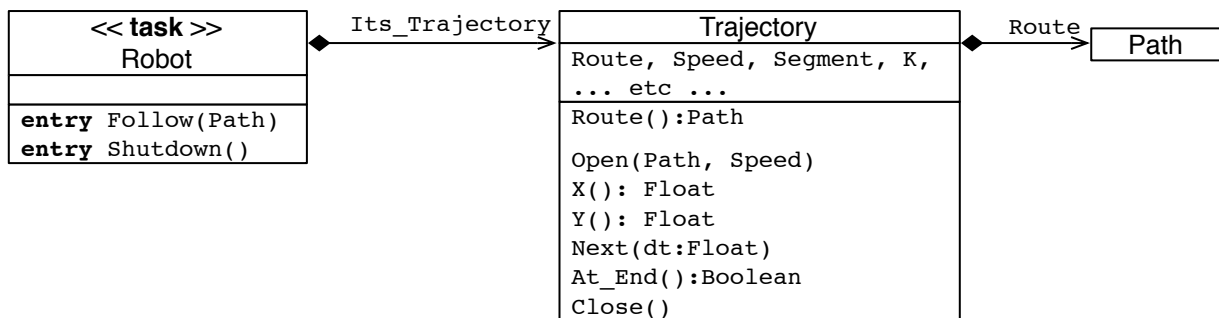 << task >>
Robot
entry Follow(Path)
entry Shutdown()
Its_Trajectory
Trajectory
Route, Speed, Segment, K,
... etc ...
Route():Path
Open(Path, Speed)
X(): Float
Y(): Float
Next(dt:Float)
At_End():Boolean
Close()
Route
Path